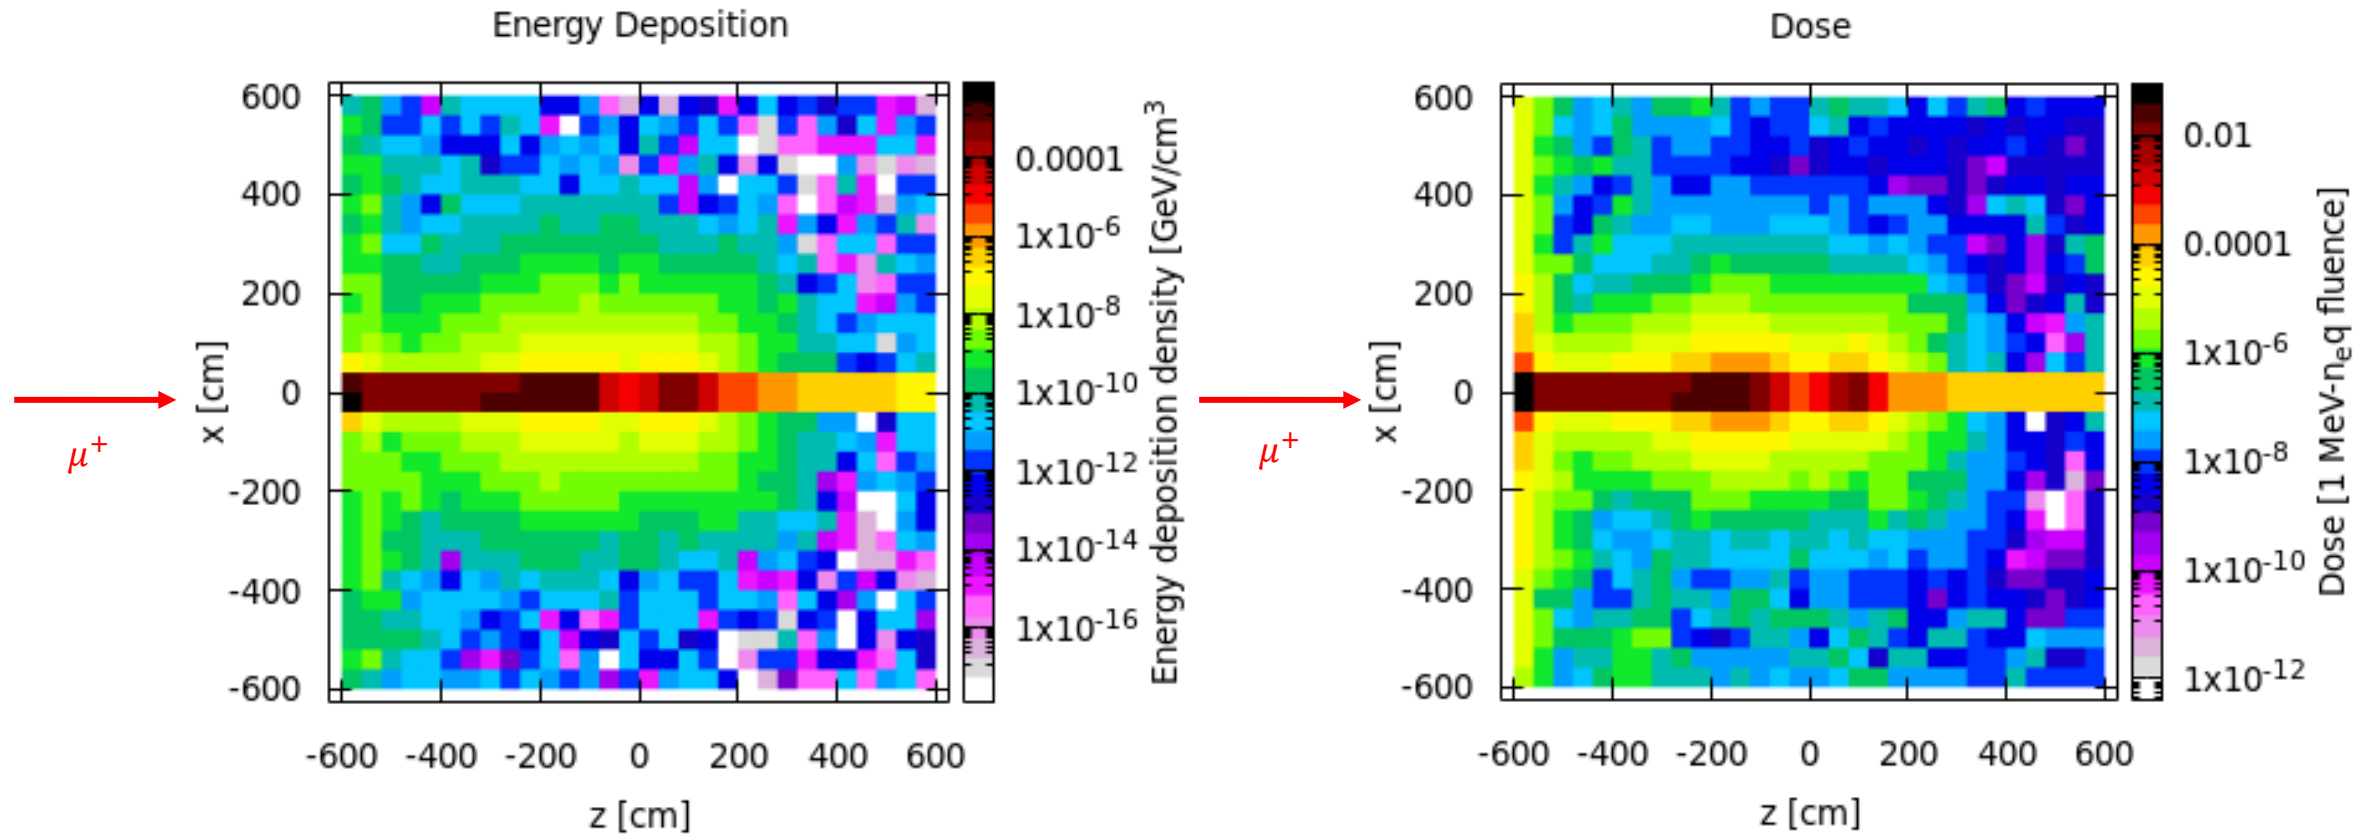 Energy Deposition
600
400
200
0
-200
-400
-600
x [cm]
-600 -400 -200 0 200 400 600
z [cm]
0.0001
1x10⁻⁶
1x10⁻⁸
1x10⁻¹⁰
1x10⁻¹²
1x10⁻¹⁴
1x10⁻¹⁶
Energy deposition density [GeV/cm³]
μ⁺
Dose
600
400
200
0
-200
-400
-600
x [cm]
-600 -400 -200 0 200 400 600
z [cm]
0.01
0.0001
1x10⁻⁶
1x10⁻⁸
1x10⁻¹⁰
1x10⁻¹²
Dose [1 MeV-nₑq fluence]
μ⁺